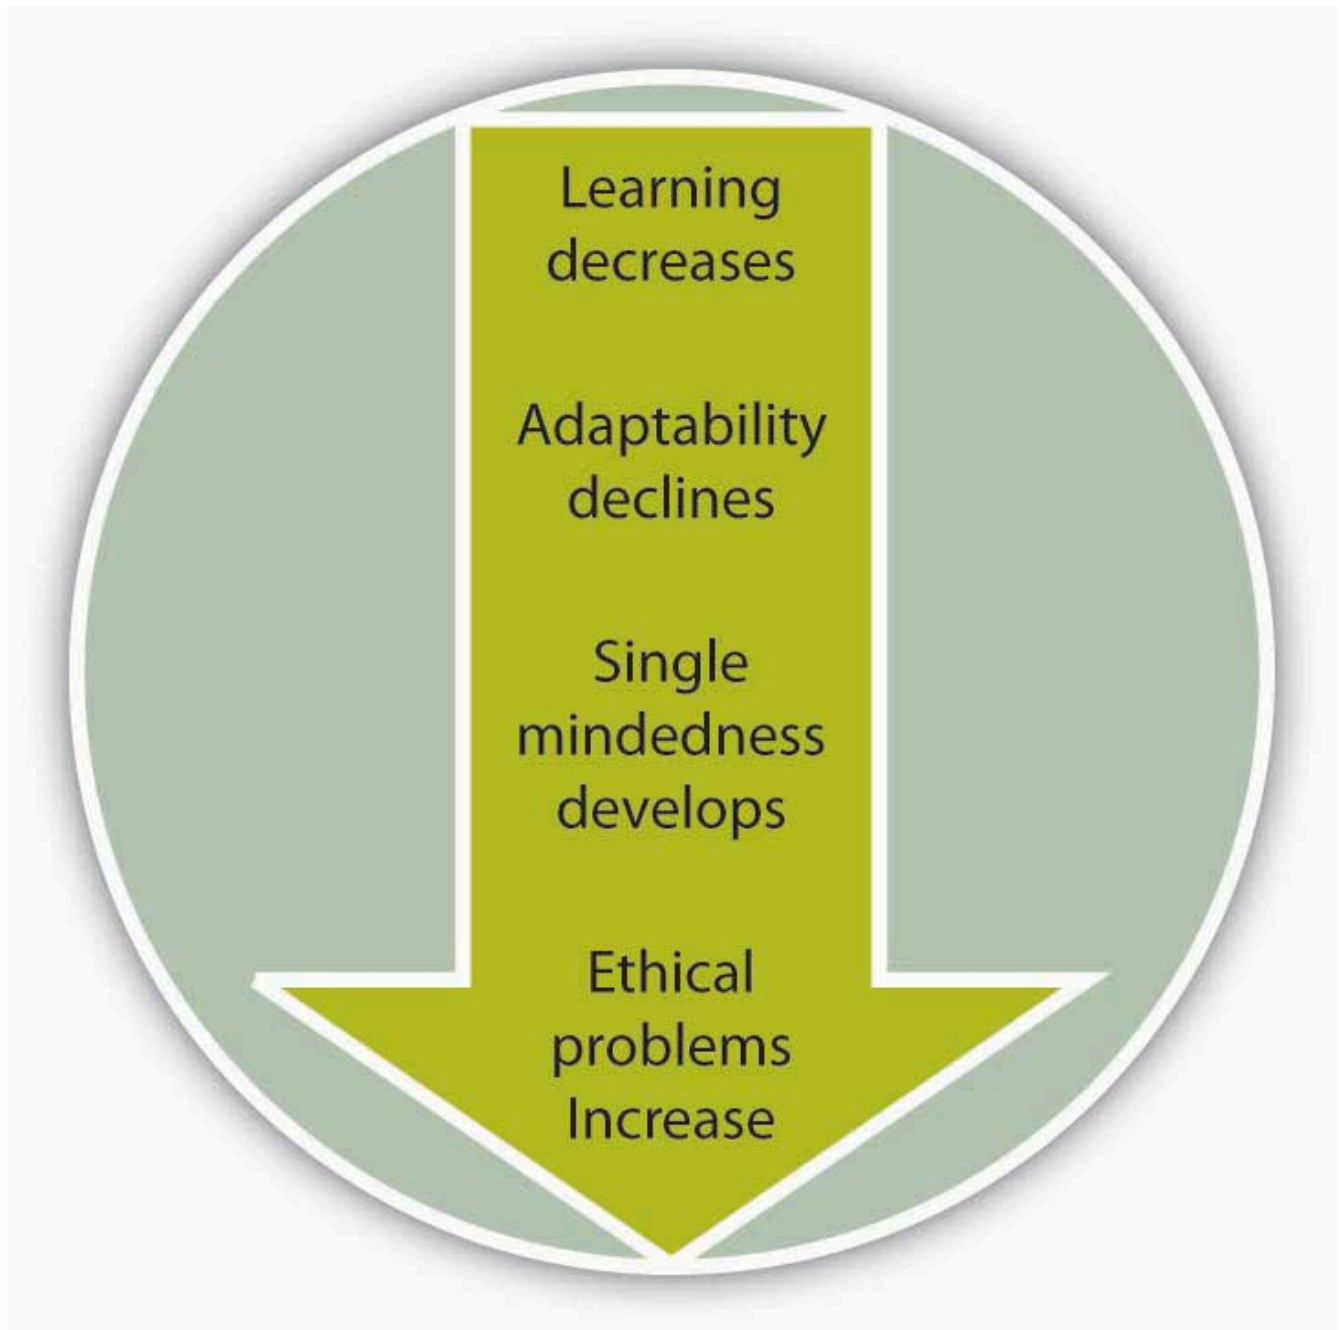 Learning
decreases
Adaptability
declines
Single
mindedness
develops
Ethical
problems
Increase